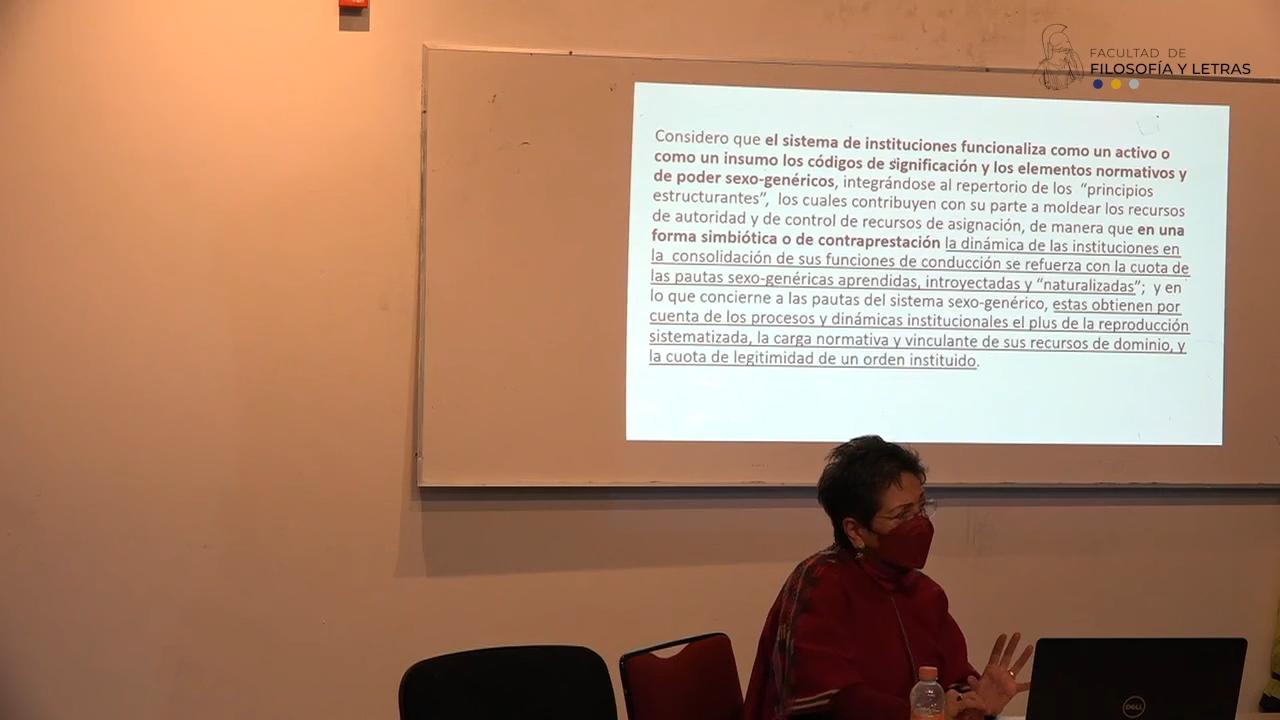 FACULTAD DE
FILOSOFÍA Y LETRAS
Considero que el sistema de instituciones funcionaliza como un activo o
como un insumo los códigos de significación y los elementos normativos y
de poder sexo-genéricos, integrándose al repertorio de los “principios
estructurantes”, los cuales contribuyen con su parte a moldear los recursos
de autoridad y de control de recursos de asignación, de manera que en una
forma simbiótica o de contraprestación la dinámica de las instituciones en
la consolidación de sus funciones de conducción se refuerza con la cuota de
las pautas sexo-genéricas aprendidas, introyectadas y “naturalizadas”; y en
lo que concierne a las pautas del sistema sexo-genérico, estas obtienen por
cuenta de los procesos y dinámicas institucionales el plus de la reproducción
sistematizada, la carga normativa y vinculante de sus recursos de dominio, y
la cuota de legitimidad de un orden instituido.
DELL